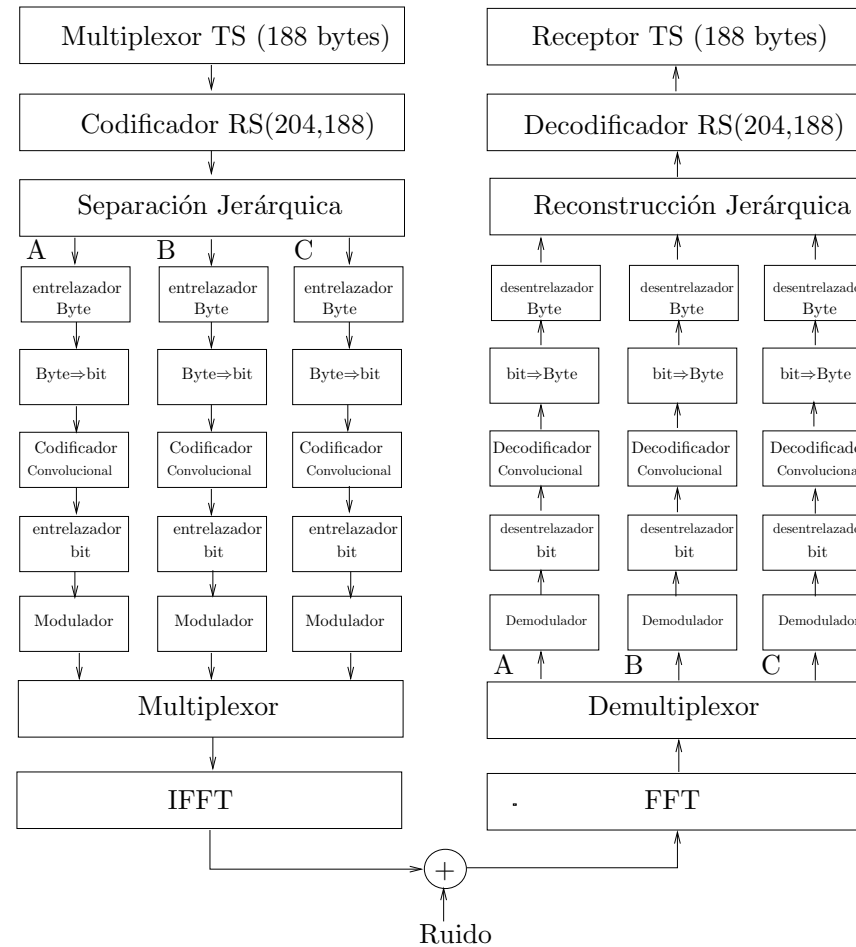 Multiplexor TS (188 bytes)
Codificador RS(204,188)
Separación Jerárquica
A B C
entrelazador entrelazador entrelazador
Byte Byte Byte
Byte⇒bit Byte⇒bit Byte⇒bit
Codificador Codificador Codificador
Convolucional Convolucional Convolucional
entrelazador entrelazador entrelazador
bit bit bit
Modulador Modulador Modulador
Multiplexor
IFFT
+
Ruido
Receptor TS (188 bytes)
Decodificador RS(204,188)
Reconstrucción Jerárquica
desentrelazador desentrelazador desentrelazado
Byte Byte Byte
bit⇒Byte bit⇒Byte bit⇒Byte
Decodificador Decodificador Decodificado
Convolucional Convolucional Convolucional
desentrelazador desentrelazador desentrelazado
bit bit bit
Demodulador Demodulador Demodulador
A B C
Demultiplexor
FFT